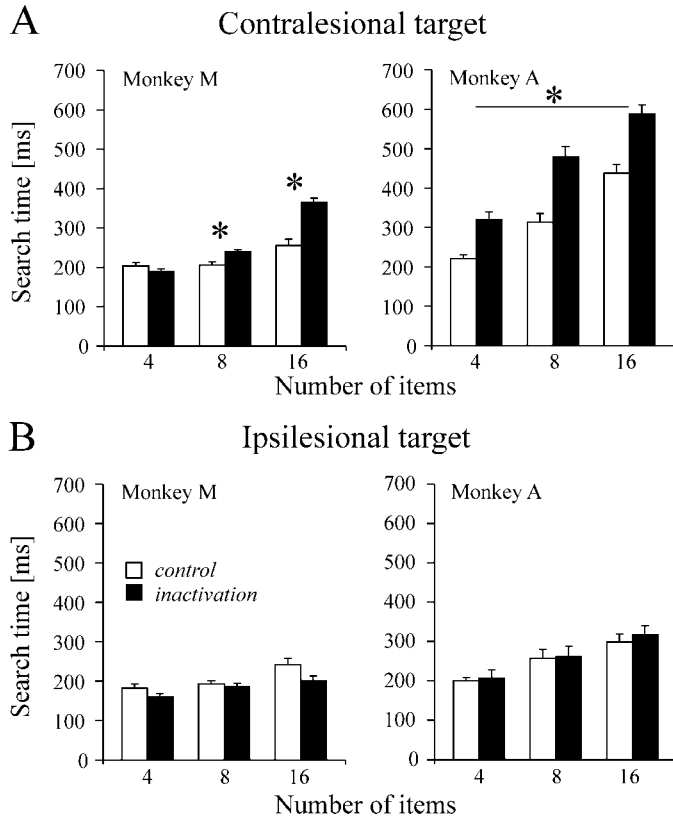 A Contralesional target
Monkey M
Search time [ms]
700
600
500
400
300
200
100
0
* *
4 8 16
Monkey A
700
600
500
400
300
200
100
0
*
4 8 16
Number of items
B Ipsilesional target
Monkey M
Search time [ms]
700
600
500
400
300
200
100
0
control
inactivation
4 8 16
Monkey A
700
600
500
400
300
200
100
0
4 8 16
Number of items